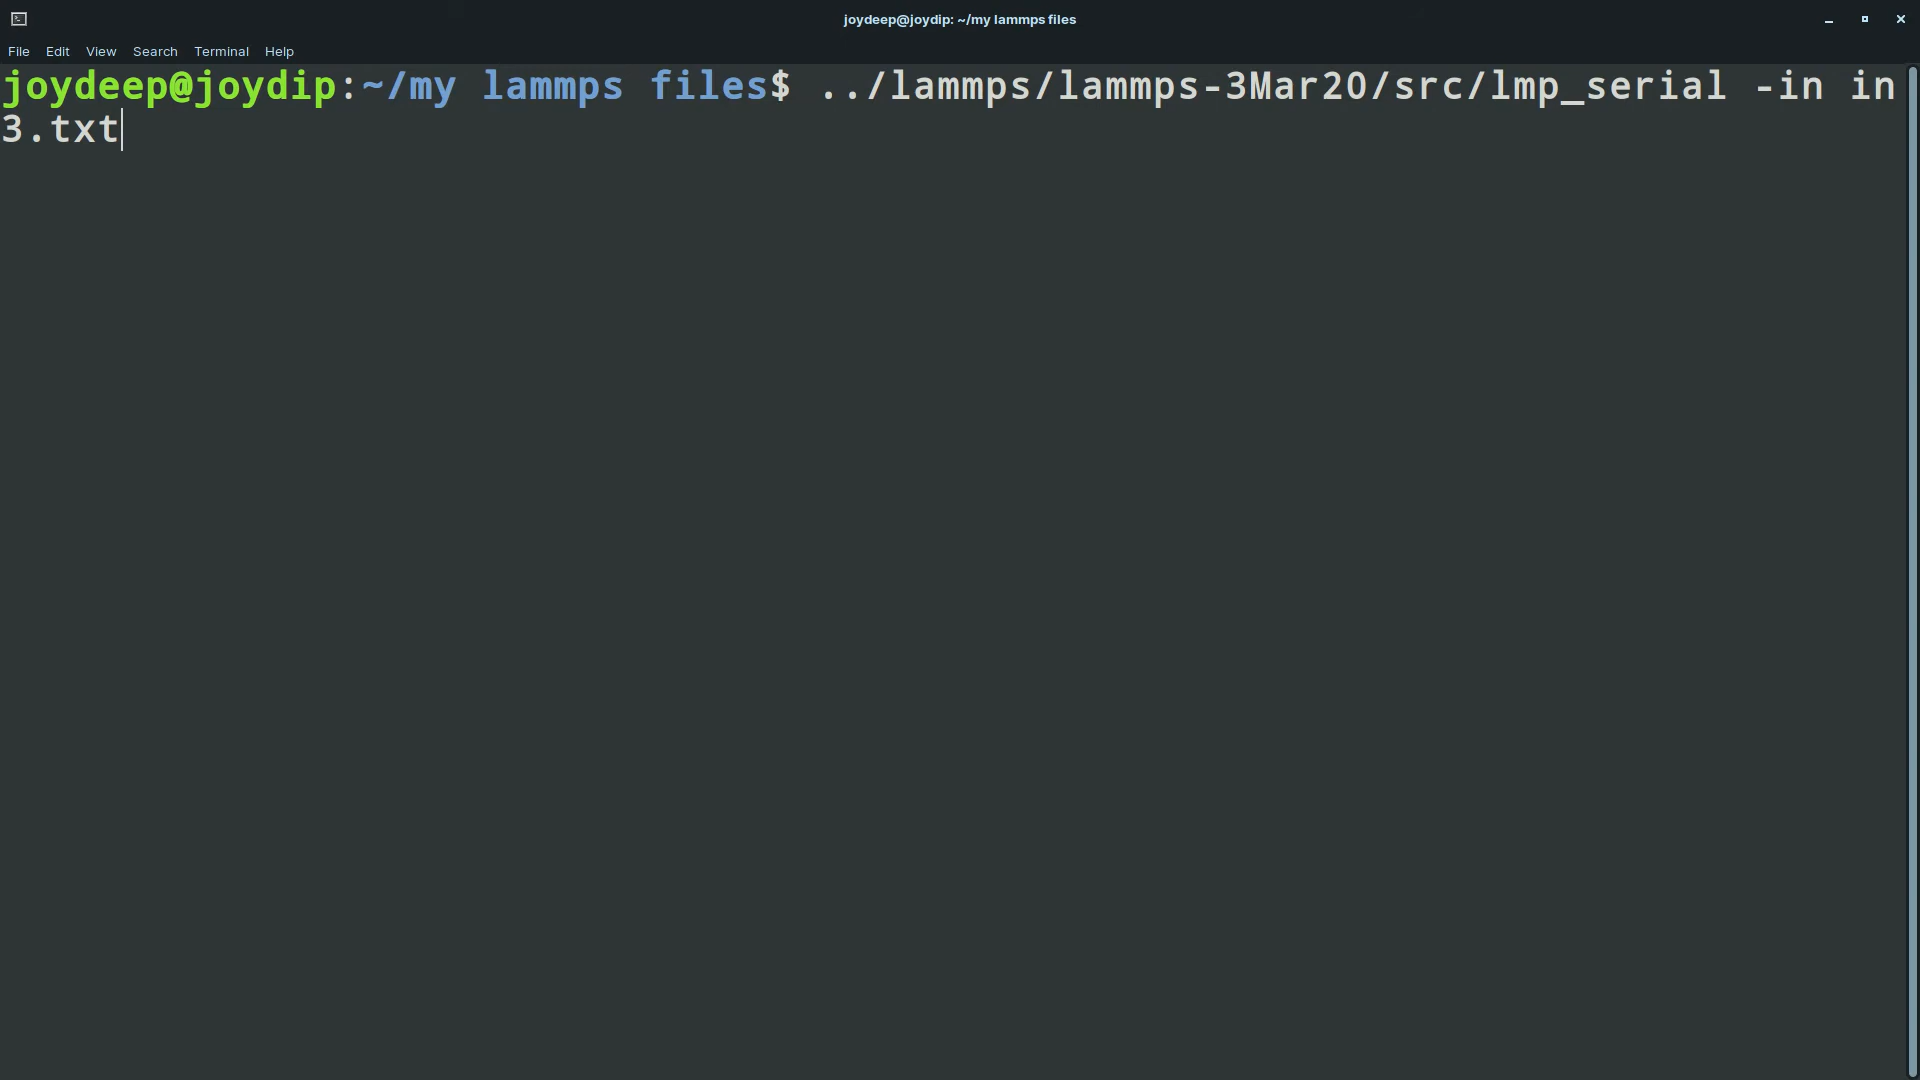 joydeep@joydip: ~/my lammps files
File Edit View Search Terminal Help
joydeep@joydip:~/my lammps files$ ../lammps/lammps-3Mar20/src/lmp_serial -in in
3.txt